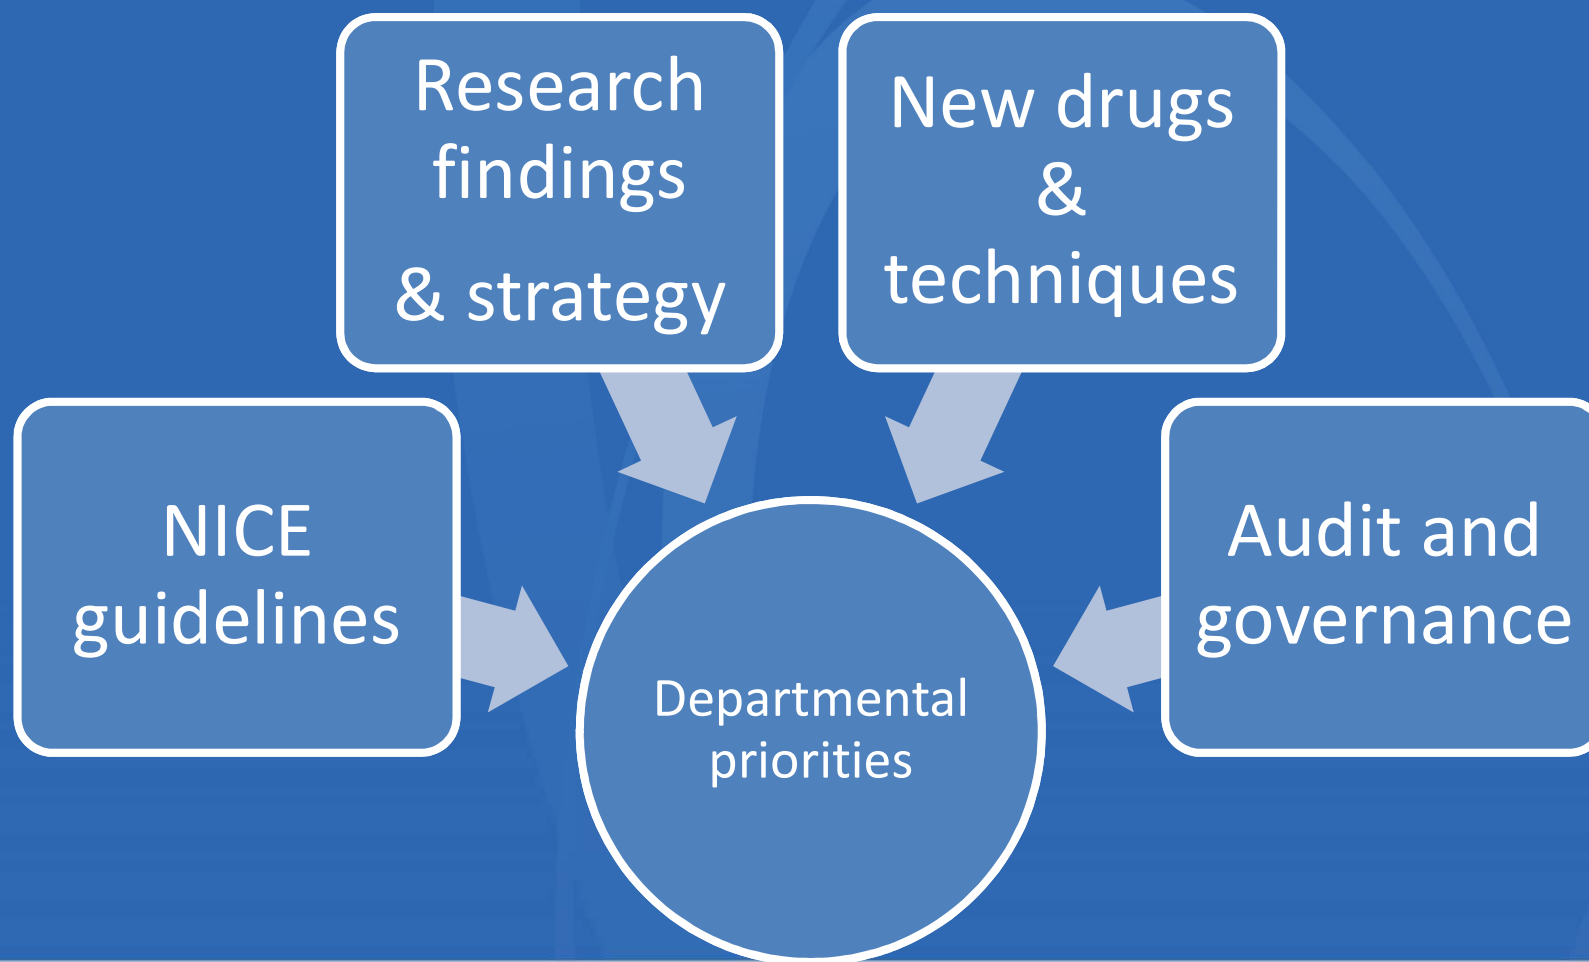 Research
findings
& strategy
New drugs
&
techniques
NICE
guidelines
Audit and
governance
Departmental
priorities